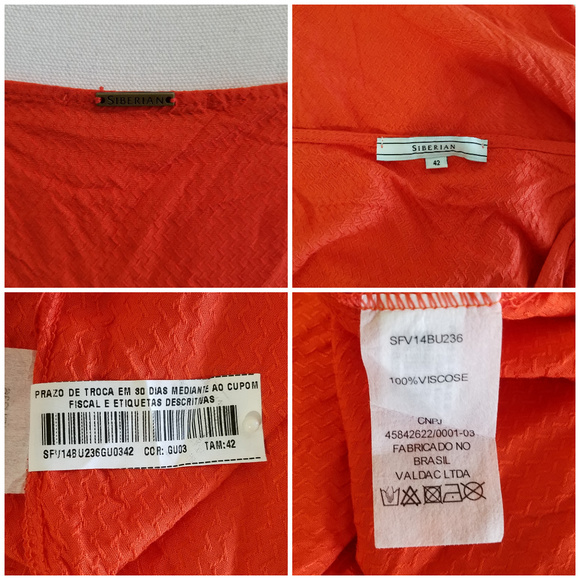 SIBERIAN
SIBERIAN
42
PRAZO DE TROCA EM 30 DIAS MEDIANTE AO CUPOM
FISCAL E ETIQUETAS DESCRITIVAS
SFV14BU236GU0342 COR: GU03 TAM:42
SFV14BU236
100%VISCOSE
CNPJ
45842622/0001-03
FABRICADO NO
BRASIL
VALDAC LTDA